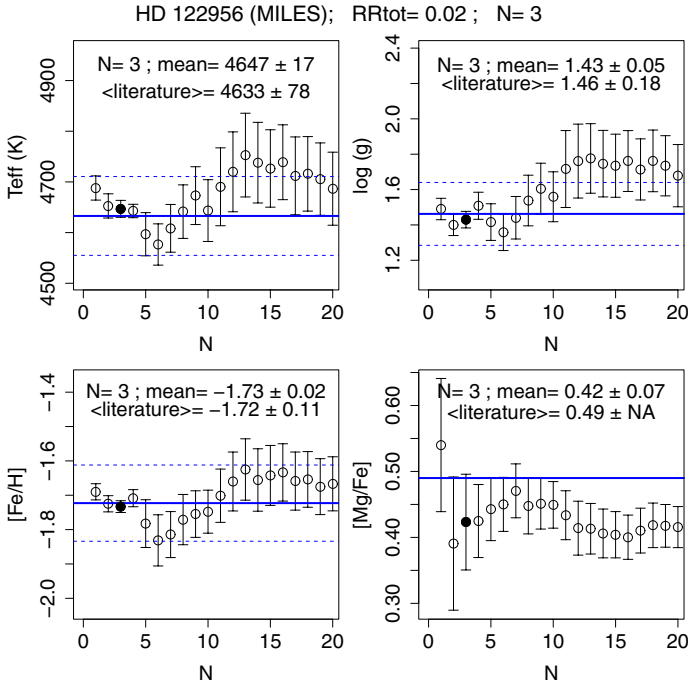 HD 122956 (MILES); RRtot= 0.02 ; N= 3
N= 3 ; mean= 4647 ± 17
<literature>= 4633 ± 78
Teff (K)
4500 4700 4900
0 5 10 15 20
N
N= 3 ; mean= 1.43 ± 0.05
<literature>= 1.46 ± 0.18
log (g)
1.2 1.6 2.0 2.4
0 5 10 15 20
N
N= 3 ; mean= −1.73 ± 0.02
<literature>= −1.72 ± 0.11
[Fe/H]
−2.0 −1.8 −1.6 −1.4
0 5 10 15 20
N
N= 3 ; mean= 0.42 ± 0.07
<literature>= 0.49 ± NA
[Mg/Fe]
0.30 0.40 0.50 0.60
0 5 10 15 20
N